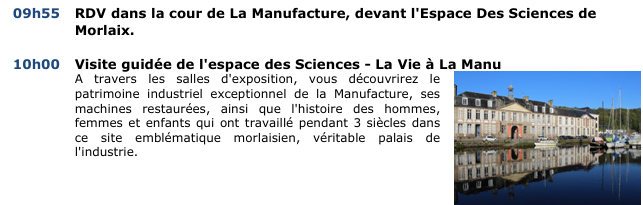 09h55 RDV dans la cour de La Manufacture, devant l'Espace Des Sciences de
Morlaix.
10h00 Visite guidée de l'espace des Sciences - La Vie à La Manu
A travers les salles d'exposition, vous découvrirez le
patrimoine industriel exceptionnel de la Manufacture, ses
machines restaurées, ainsi que l'histoire des hommes,
femmes et enfants qui ont travaillé pendant 3 siècles dans
ce site emblématique morlaisien, véritable palais de
l'industrie.